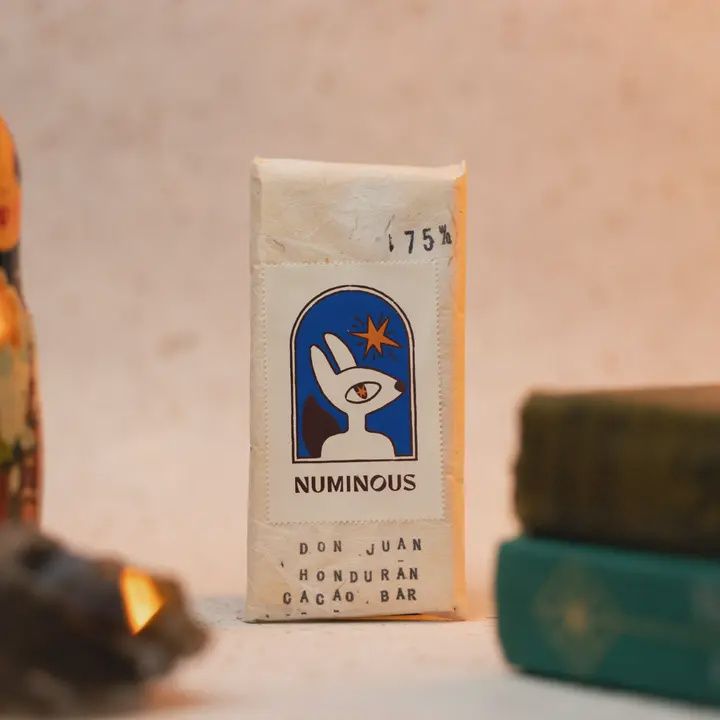 75%
NUMINOUS
DON JUAN
HONDURAN
CACAO BAR